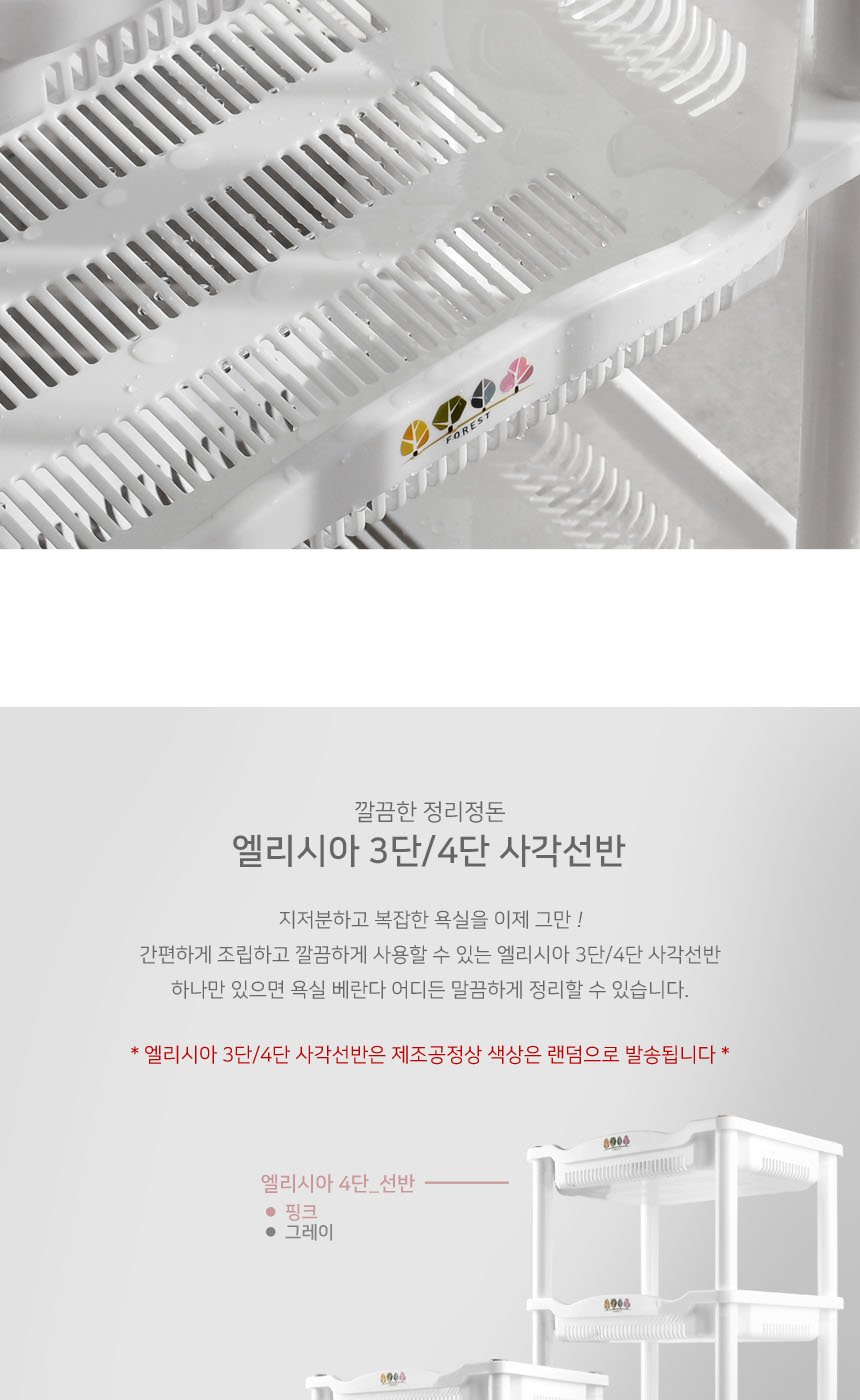 FOREST
깔끔한 정리정돈
엘리시아 3단/4단 사각선반
지저분하고 복잡한 욕실을 이제 그만 !
간편하게 조립하고 깔끔하게 사용할 수 있는 엘리시아 3단/4단 사각선반
하나만 있으면 욕실 베란다 어디든 말끔하게 정리할 수 있습니다.
* 엘리시아 3단/4단 사각선반은 제조공정상 색상은 랜덤으로 발송됩니다 *
엘리시아 4단_선반
● 핑크
● 그레이